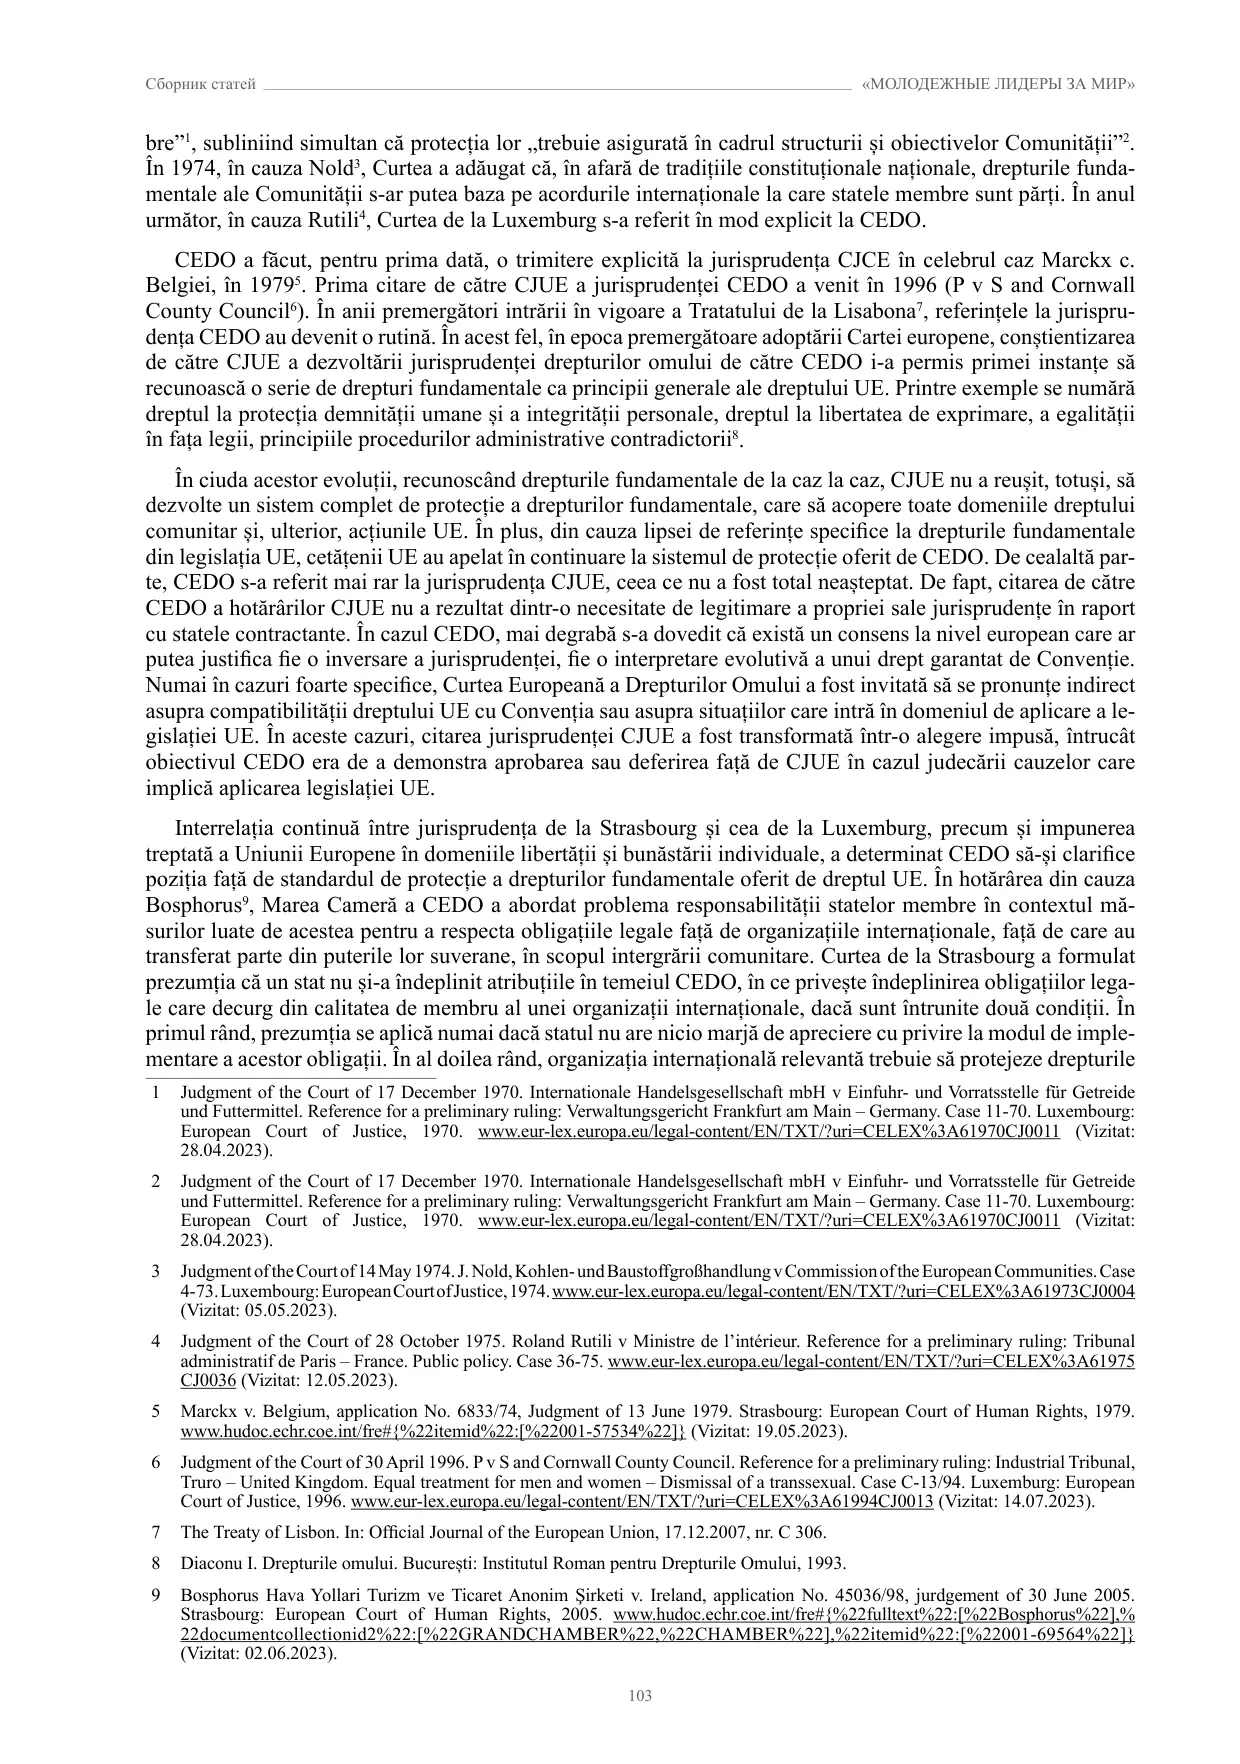 Сборник статей «МОЛОДЕЖНЫЕ ЛИДЕРЫ ЗА МИР»
bre”1, subliniind simultan că protecția lor „trebuie asigurată în cadrul structurii și obiectivelor Comunității”2.
În 1974, în cauza Nold3, Curtea a adăugat că, în afară de tradițiile constituționale naționale, drepturile funda-
mentale ale Comunității s-ar putea baza pe acordurile internaționale la care statele membre sunt părți. În anul
următor, în cauza Rutili4, Curtea de la Luxemburg s-a referit în mod explicit la CEDO.
CEDO a făcut, pentru prima dată, o trimitere explicită la jurisprudența CJCE în celebrul caz Marckx c.
Belgiei, în 19795. Prima citare de către CJUE a jurisprudenței CEDO a venit în 1996 (P v S and Cornwall
County Council6). În anii premergători intrării în vigoare a Tratatului de la Lisabona7, referințele la jurispru-
dența CEDO au devenit o rutină. În acest fel, în epoca premergătoare adoptării Cartei europene, conștientizarea
de către CJUE a dezvoltării jurisprudenței drepturilor omului de către CEDO i-a permis primei instanțe să
recunoască o serie de drepturi fundamentale ca principii generale ale dreptului UE. Printre exemple se numără
dreptul la protecția demnității umane și a integrității personale, dreptul la libertatea de exprimare, a egalității
în fața legii, principiile procedurilor administrative contradictorii8.
În ciuda acestor evoluții, recunoscând drepturile fundamentale de la caz la caz, CJUE nu a reușit, totuși, să
dezvolte un sistem complet de protecție a drepturilor fundamentale, care să acopere toate domeniile dreptului
comunitar și, ulterior, acțiunile UE. În plus, din cauza lipsei de referințe specifice la drepturile fundamentale
din legislația UE, cetățenii UE au apelat în continuare la sistemul de protecție oferit de CEDO. De cealaltă par-
te, CEDO s-a referit mai rar la jurisprudența CJUE, ceea ce nu a fost total neașteptat. De fapt, citarea de către
CEDO a hotărârilor CJUE nu a rezultat dintr-o necesitate de legitimare a propriei sale jurisprudențe în raport
cu statele contractante. În cazul CEDO, mai degrabă s-a dovedit că există un consens la nivel european care ar
putea justifica fie o inversare a jurisprudenței, fie o interpretare evolutivă a unui drept garantat de Convenție.
Numai în cazuri foarte specifice, Curtea Europeană a Drepturilor Omului a fost invitată să se pronunțe indirect
asupra compatibilității dreptului UE cu Convenția sau asupra situațiilor care intră în domeniul de aplicare a le-
gislației UE. În aceste cazuri, citarea jurisprudenței CJUE a fost transformată într-o alegere impusă, întrucât
obiectivul CEDO era de a demonstra aprobarea sau deferirea față de CJUE în cazul judecării cauzelor care
implică aplicarea legislației UE.
Interrelația continuă între jurisprudența de la Strasbourg și cea de la Luxemburg, precum și impunerea
treptată a Uniunii Europene în domeniile libertății și bunăstării individuale, a determinat CEDO să-și clarifice
poziția față de standardul de protecție a drepturilor fundamentale oferit de dreptul UE. În hotărârea din cauza
Bosphorus9, Marea Cameră a CEDO a abordat problema responsabilității statelor membre în contextul mă-
surilor luate de acestea pentru a respecta obligațiile legale față de organizațiile internaționale, față de care au
transferat parte din puterile lor suverane, în scopul intergrării comunitare. Curtea de la Strasbourg a formulat
prezumția că un stat nu și-a îndeplinit atribuțiile în temeiul CEDO, în ce privește îndeplinirea obligațiilor lega-
le care decurg din calitatea de membru al unei organizații internaționale, dacă sunt întrunite două condiții. În
primul rând, prezumția se aplică numai dacă statul nu are nicio marjă de apreciere cu privire la modul de imple-
mentare a acestor obligații. În al doilea rând, organizația internațională relevantă trebuie să protejeze drepturile
1 Judgment of the Court of 17 December 1970. Internationale Handelsgesellschaft mbH v Einfuhr- und Vorratsstelle für Getreide
und Futtermittel. Reference for a preliminary ruling: Verwaltungsgericht Frankfurt am Main – Germany. Case 11-70. Luxembourg:
European Court of Justice, 1970. www.eur-lex.europa.eu/legal-content/EN/TXT/?uri=CELEX%3A61970CJ0011 (Vizitat:
28.04.2023).
2 Judgment of the Court of 17 December 1970. Internationale Handelsgesellschaft mbH v Einfuhr- und Vorratsstelle für Getreide
und Futtermittel. Reference for a preliminary ruling: Verwaltungsgericht Frankfurt am Main – Germany. Case 11-70. Luxembourg:
European Court of Justice, 1970. www.eur-lex.europa.eu/legal-content/EN/TXT/?uri=CELEX%3A61970CJ0011 (Vizitat:
28.04.2023).
3 Judgment of the Court of 14 May 1974. J. Nold, Kohlen- und Baustoffgroßhandlung v Commission of the European Communities. Case
4-73. Luxembourg: European Court of Justice, 1974. www.eur-lex.europa.eu/legal-content/EN/TXT/?uri=CELEX%3A61973CJ0004
(Vizitat: 05.05.2023).
4 Judgment of the Court of 28 October 1975. Roland Rutili v Ministre de l’intérieur. Reference for a preliminary ruling: Tribunal
administratif de Paris – France. Public policy. Case 36-75. www.eur-lex.europa.eu/legal-content/EN/TXT/?uri=CELEX%3A61975
CJ0036 (Vizitat: 12.05.2023).
5 Marckx v. Belgium, application No. 6833/74, Judgment of 13 June 1979. Strasbourg: European Court of Human Rights, 1979.
www.hudoc.echr.coe.int/fre#{%22itemid%22:[%22001-57534%22]} (Vizitat: 19.05.2023).
6 Judgment of the Court of 30 April 1996. P v S and Cornwall County Council. Reference for a preliminary ruling: Industrial Tribunal,
Truro – United Kingdom. Equal treatment for men and women – Dismissal of a transsexual. Case C-13/94. Luxemburg: European
Court of Justice, 1996. www.eur-lex.europa.eu/legal-content/EN/TXT/?uri=CELEX%3A61994CJ0013 (Vizitat: 14.07.2023).
7 The Treaty of Lisbon. In: Official Journal of the European Union, 17.12.2007, nr. C 306.
8 Diaconu I. Drepturile omului. București: Institutul Roman pentru Drepturile Omului, 1993.
9 Bosphorus Hava Yollari Turizm ve Ticaret Anonim Şirketi v. Ireland, application No. 45036/98, jurdgement of 30 June 2005.
Strasbourg: European Court of Human Rights, 2005. www.hudoc.echr.coe.int/fre#{%22fulltext%22:[%22Bosphorus%22],%
22documentcollectionid2%22:[%22GRANDCHAMBER%22,%22CHAMBER%22],%22itemid%22:[%22001-69564%22]}
(Vizitat: 02.06.2023).
103